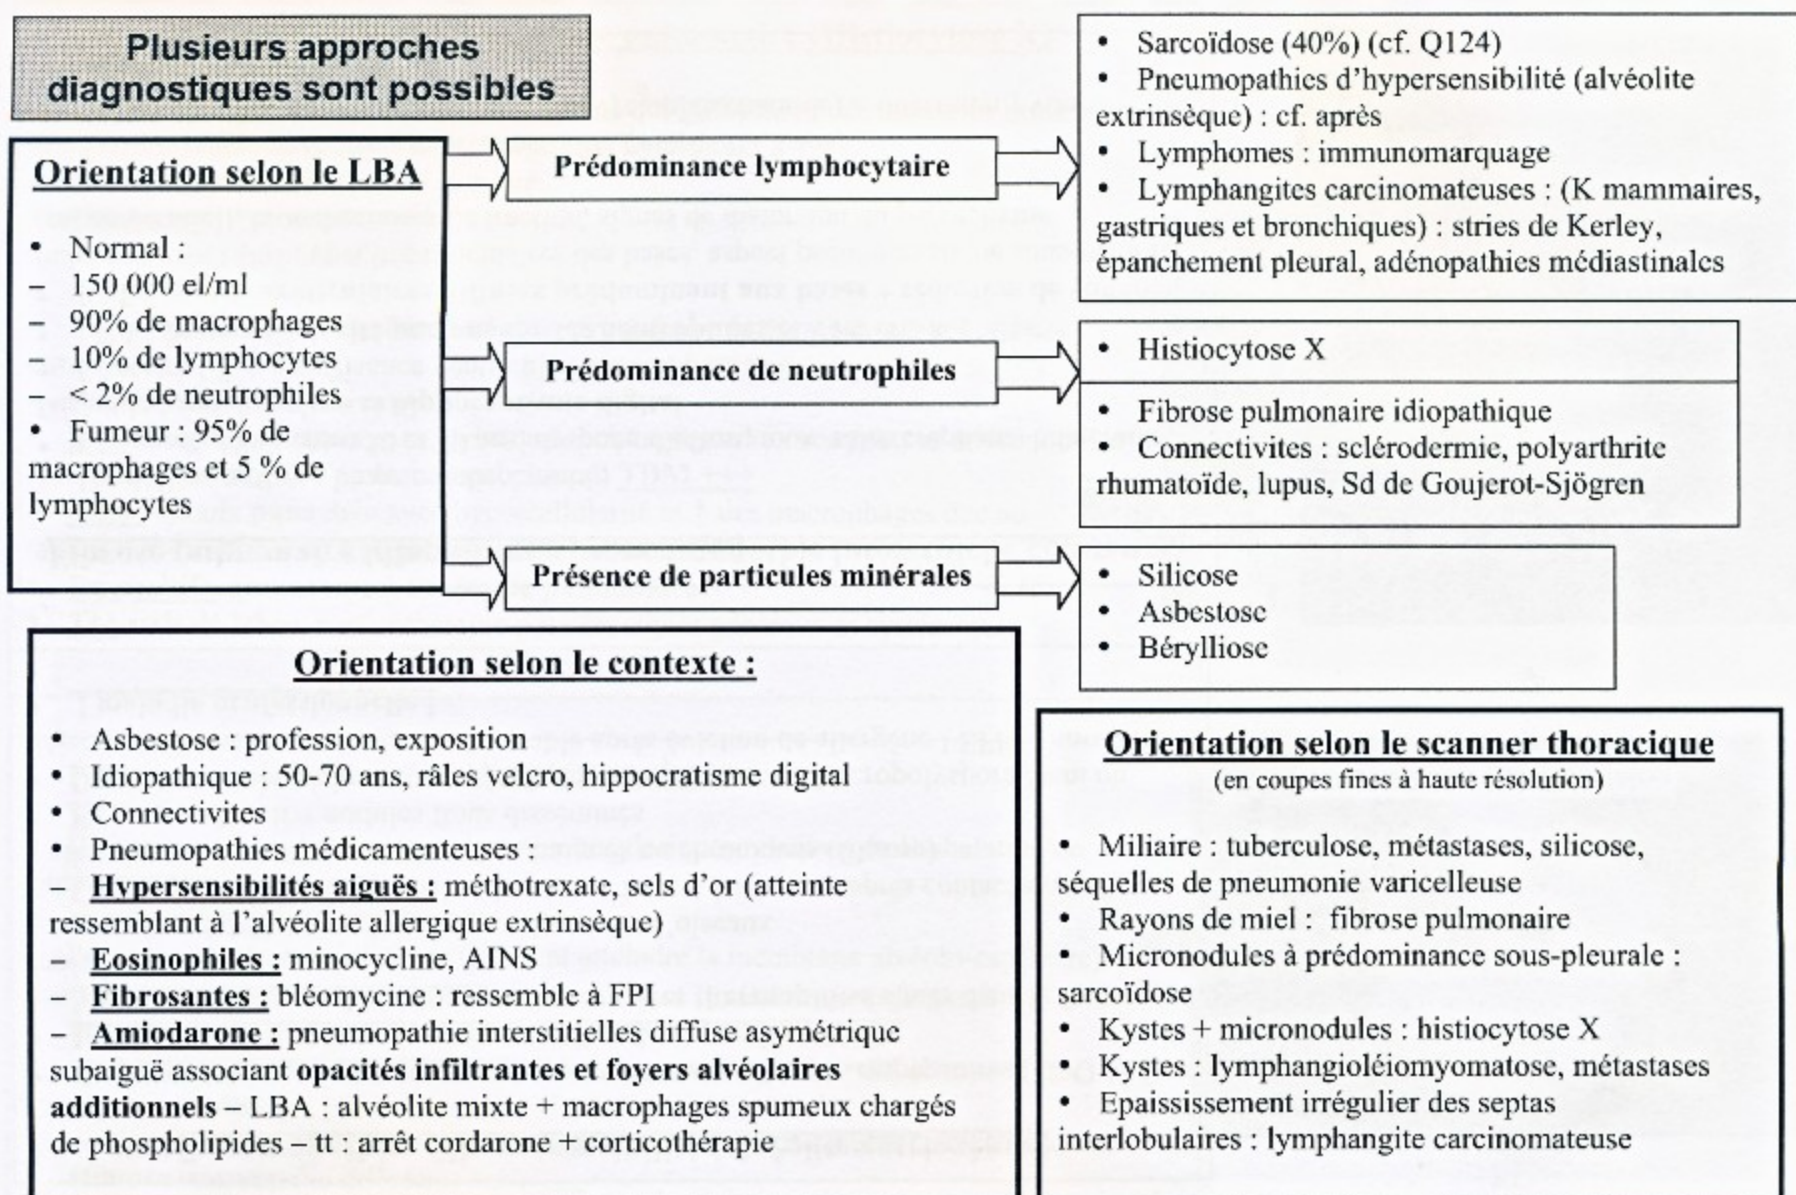 Plusieurs approches
diagnostiques sont possibles
Orientation selon le LBA
• Normal :
– 150 000 el/ml
– 90% de macrophages
– 10% de lymphocytes
– < 2% de neutrophiles
• Fumeur : 95% de
macrophages et 5 % de
lymphocytes
Prédominance lymphocytaire
• Sarcoïdose (40%) (cf. Q124)
• Pneumopathies d’hypersensibilité (alvéolite
extrinsèque) : cf. après
• Lymphomes : immunomarquage
• Lymphangites carcinomateuses : (K mammaires,
gastriques et bronchiques) : stries de Kerley,
épanchement pleural, adénopathies médiastinales
Prédominance de neutrophiles
• Histiocytose X
• Fibrose pulmonaire idiopathique
• Connectivites : sclérodermie, polyarthrite
rhumatoïde, lupus, Sd de Goujerot-Sjögren
Présence de particules minérales
• Silicose
• Asbestose
• Bérylliose
Orientation selon le contexte :
• Asbestose : profession, exposition
• Idiopathique : 50-70 ans, râles velcro, hippocratisme digital
• Connectivites
• Pneumopathies médicamenteuses :
– Hypersensibilités aiguës : méthotrexate, sels d’or (atteinte
ressemblant à l’alvéolite allergique extrinsèque)
– Eosinophiles : minocycline, AINS
– Fibrosantes : bléomycine : ressemble à FPI
– Amiodarone : pneumopathie interstitielles diffuse asymétrique
subaiguë associant opacités infiltrantes et foyers alvéolaires
additionnels – LBA : alvéolite mixte + macrophages spumeux chargés
de phospholipides – tt : arrêt cordarone + corticothérapie
Orientation selon le scanner thoracique
(en coupes fines à haute résolution)
• Miliaire : tuberculose, métastases, silicose,
séquelles de pneumonie varicelleuse
• Rayons de miel : fibrose pulmonaire
• Micronodules à prédominance sous-pleurale :
sarcoïdose
• Kystes + micronodules : histiocytose X
• Kystes : lymphangioléiomyomatose, métastases
• Epaississement irrégulier des septas
interlobulaires : lymphangite carcinomateuse